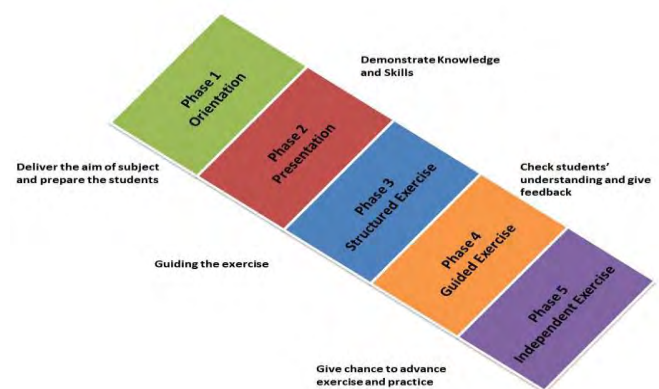 Phase 1
Orientation
Demonstrate Knowledge
and Skills
Phase 2
Presentation
Deliver the aim of subject
and prepare the students
Phase 3
Structured Exercise
Check students'
understanding and give
feedback
Guiding the exercise
Phase 4
Guided Exercise
Phase 5
Independent Exercise
Give chance to advance
exercise and practice